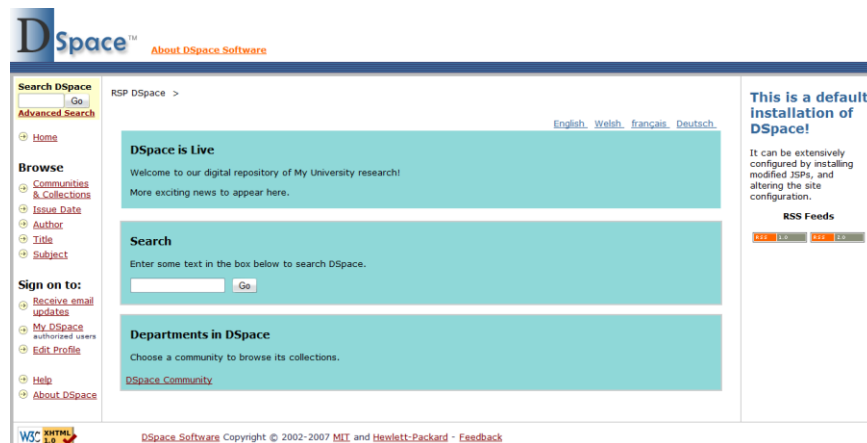 DSpace™
About DSpace Software
Search DSpace
Go
Advanced Search
Home
Browse
Communities
& Collections
Issue Date
Author
Title
Subject
Sign on to:
Receive email
updates
My DSpace
authorized users
Edit Profile
Help
About DSpace
RSP DSpace >
English Welsh français Deutsch
DSpace is Live
Welcome to our digital repository of My University research!
More exciting news to appear here.
Search
Enter some text in the box below to search DSpace.
Go
Departments in DSpace
Choose a community to browse its collections.
DSpace Community
This is a default
installation of
DSpace!
It can be extensively
configured by installing
modified JSPs, and
altering the site
configuration.
RSS Feeds
RSS 1.0 RSS 2.0
W3C XHTML
1.0
DSpace Software Copyright © 2002-2007 MIT and Hewlett-Packard - Feedback